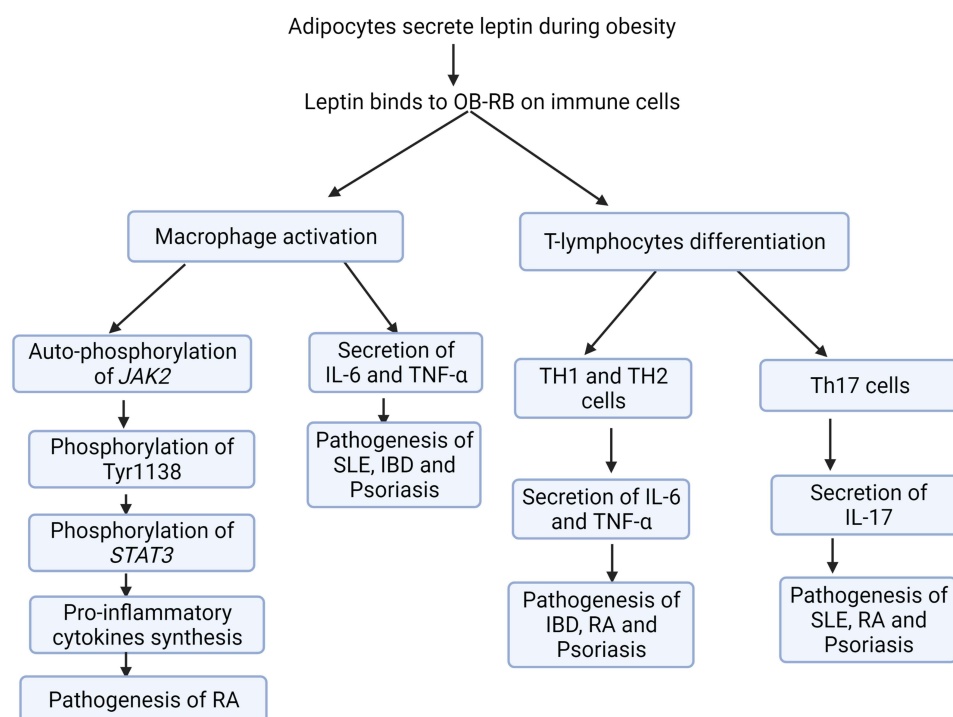 Adipocytes secrete leptin during obesity
Leptin binds to OB-RB on immune cells
Macrophage activation
T-lymphocytes differentiation
Auto-phosphorylation
of JAK2
Phosphorylation of
Tyr1138
Phosphorylation of
STAT3
Pro-inflammatory
cytokines synthesis
Pathogenesis of RA
Secretion of
IL-6 and TNF-α
Pathogenesis of
SLE, IBD and
Psoriasis
TH1 and TH2
cells
Secretion of IL-6
and TNF-α
Pathogenesis of
IBD, RA and
Psoriasis
Th17 cells
Secretion of
IL-17
Pathogenesis of
SLE, RA and
Psoriasis